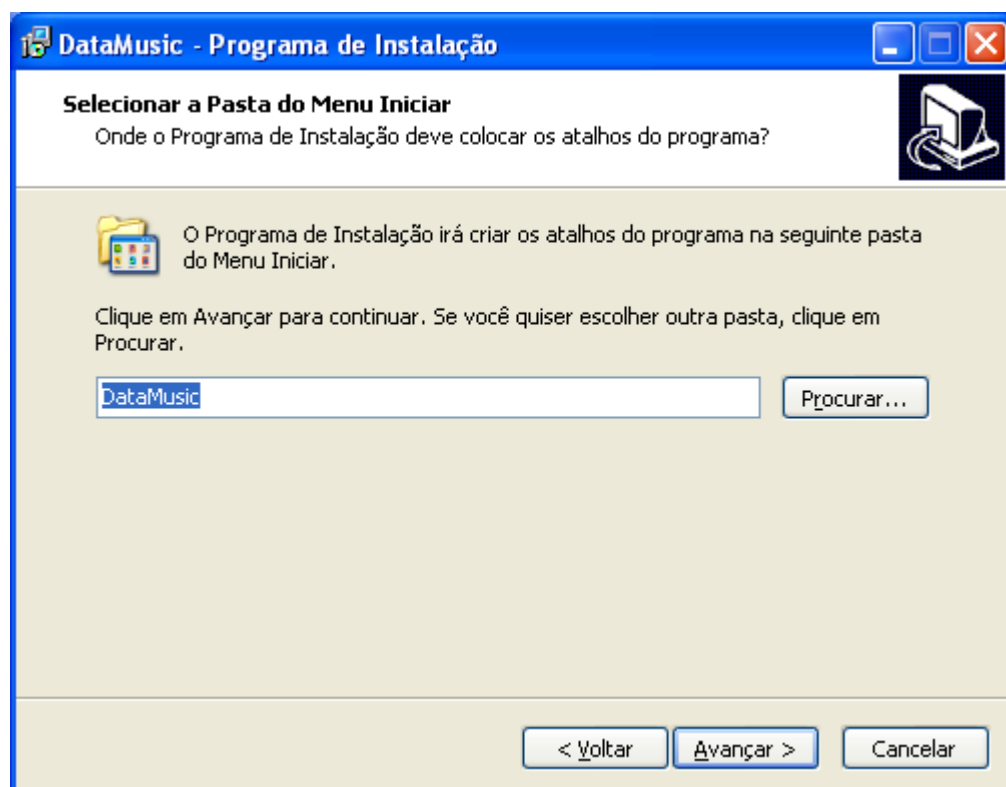 DataMusic - Programa de Instalação
Selecionar a Pasta do Menu Iniciar
Onde o Programa de Instalação deve colocar os atalhos do programa?
O Programa de Instalação irá criar os atalhos do programa na seguinte pasta
do Menu Iniciar.
Clique em Avançar para continuar. Se você quiser escolher outra pasta, clique em
Procurar.
DataMusic
Procurar...
< Voltar
Avançar >
Cancelar